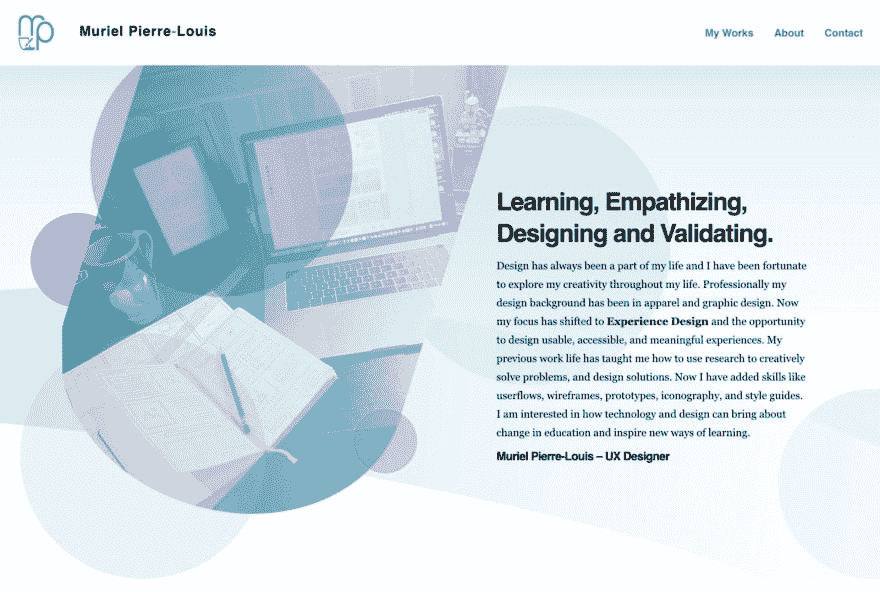 Muriel Pierre-Louis
My Works About Contact
Learning, Empathizing,
Designing and Validating.
Design has always been a part of my life and I have been fortunate
to explore my creativity throughout my life. Professionally my
design background has been in apparel and graphic design. Now
my focus has shifted to Experience Design and the opportunity
to design usable, accessible, and meaningful experiences. My
previous work life has taught me how to use research to creatively
solve problems, and design solutions. Now I have added skills like
userflows, wireframes, prototypes, iconography, and style guides.
I am interested in how technology and design can bring about
change in education and inspire new ways of learning.
Muriel Pierre-Louis – UX Designer